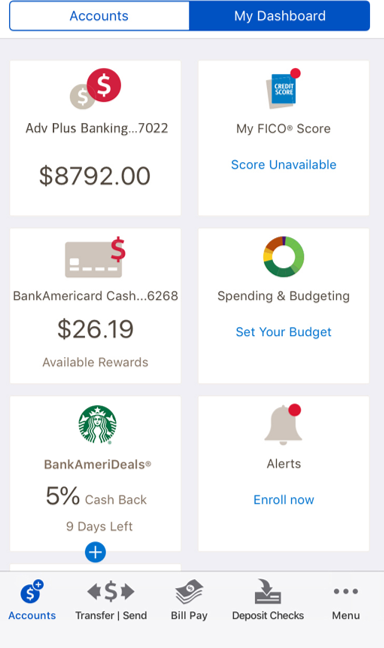 Accounts
My Dashboard
$
$
Adv Plus Banking...7022
$8792.00
CREDIT
SCORE
My FICO® Score
Score Unavailable
$
BankAmericard Cash...6268
$26.19
Available Rewards
Spending & Budgeting
Set Your Budget
BankAmeriDeals®
5% Cash Back
9 Days Left
+
Alerts
Enroll now
$+
Accounts
$
Transfer | Send
Bill Pay
Deposit Checks
Menu